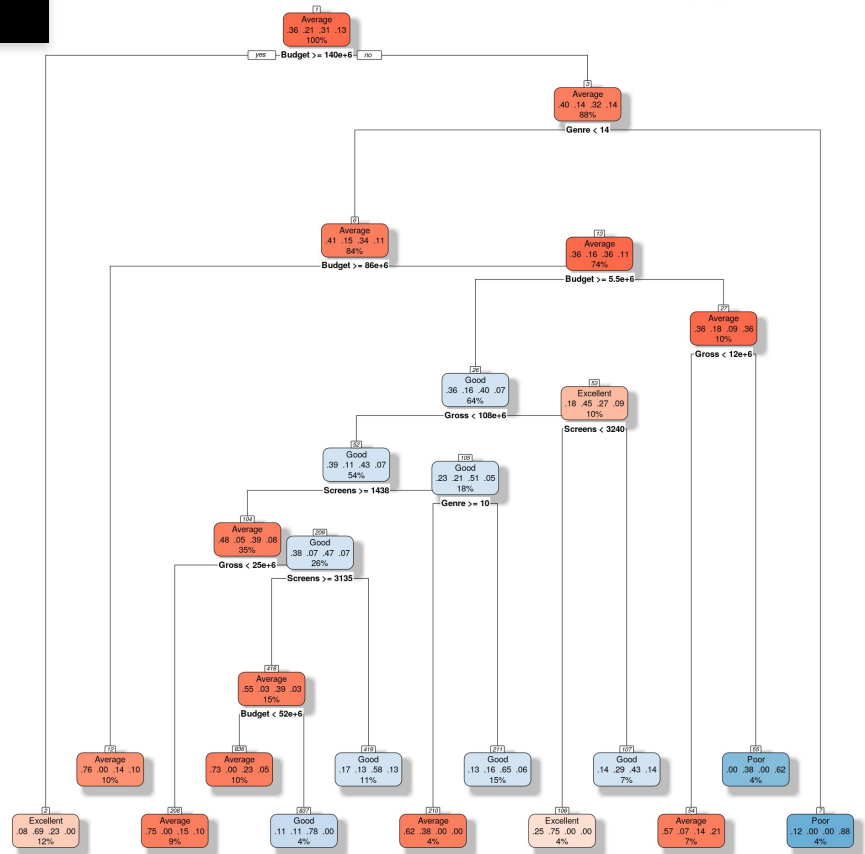 1
Average
.36 .21 .31 .13
100%
yes Budget >= 140e+6 no
3
Average
.40 .14 .32 .14
88%
Genre < 14
6
Average
.41 .15 .34 .11
84%
Budget >= 86e+6
13
Average
.36 .16 .36 .11
74%
Budget >= 5.5e+6
27
Average
.36 .18 .09 .36
10%
Gross < 12e+6
26
Good
.36 .16 .40 .07
64%
Gross < 108e+6
53
Excellent
.18 .45 .27 .09
10%
Screens < 3240
52
Good
.39 .11 .43 .07
54%
Screens >= 1438
105
Good
.23 .21 .51 .05
18%
Genre >= 10
104
Average
.48 .05 .39 .08
35%
Gross < 25e+6
209
Good
.38 .07 .47 .07
26%
Screens >= 3135
418
Average
.55 .03 .39 .03
15%
Budget < 52e+6
12
Average
.76 .00 .14 .10
10%
836
Average
.73 .00 .23 .05
10%
419
Good
.17 .13 .58 .13
11%
211
Good
.13 .16 .65 .06
15%
107
Good
.14 .29 .43 .14
7%
55
Poor
.00 .38 .00 .62
4%
2
Excellent
.08 .69 .23 .00
12%
208
Average
.75 .00 .15 .10
9%
837
Good
.11 .11 .78 .00
4%
210
Average
.62 .38 .00 .00
4%
106
Excellent
.25 .75 .00 .00
4%
54
Average
.57 .07 .14 .21
7%
7
Poor
.12 .00 .00 .88
4%